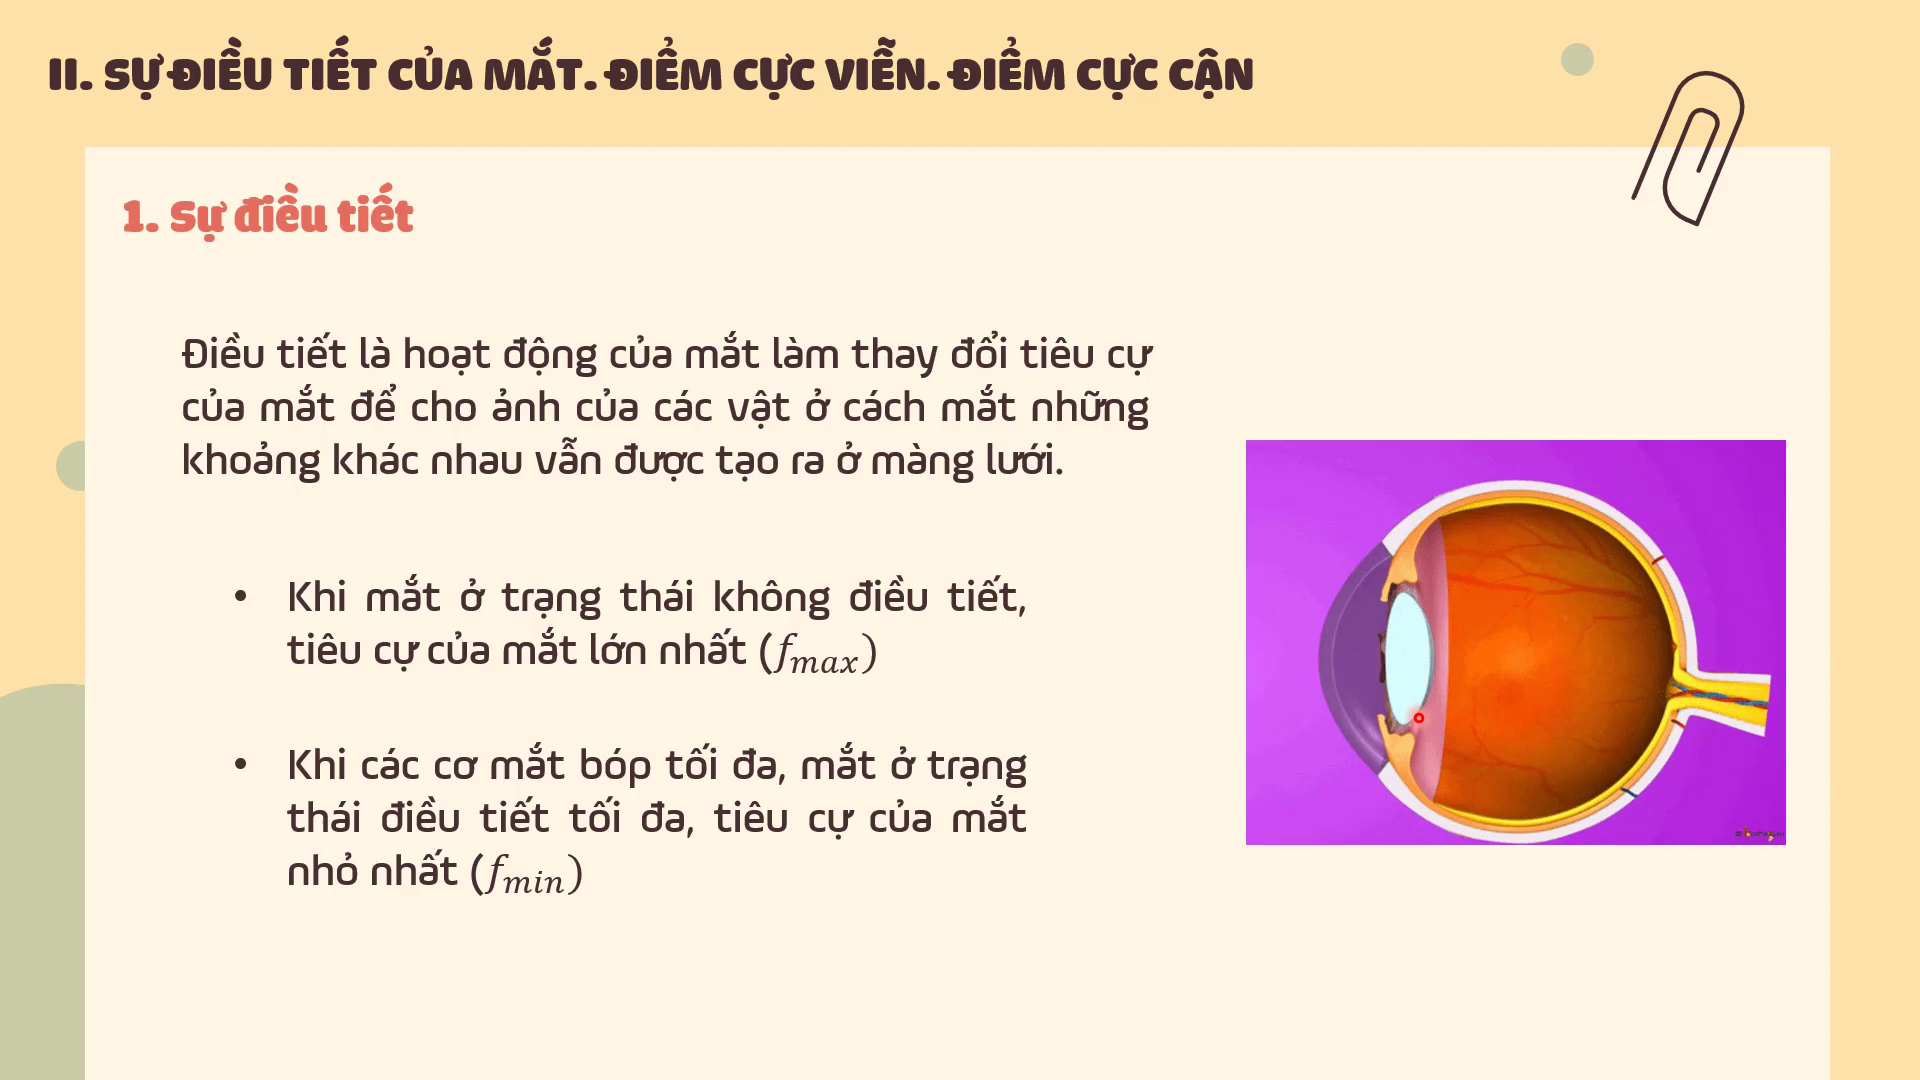 II. SỰ ĐIỀU TIẾT CỦA MẮT. ĐIỂM CỰC VIỄN. ĐIỂM CỰC CẬN
1. Sự điều tiết
Điều tiết là hoạt động của mắt làm thay đổi tiêu cự
của mắt để cho ảnh của các vật ở cách mắt những
khoảng khác nhau vẫn được tạo ra ở màng lưới.
• Khi mắt ở trạng thái không điều tiết,
tiêu cự của mắt lớn nhất (f_max)
• Khi các cơ mắt bóp tối đa, mắt ở trạng
thái điều tiết tối đa, tiêu cự của mắt
nhỏ nhất (f_min)